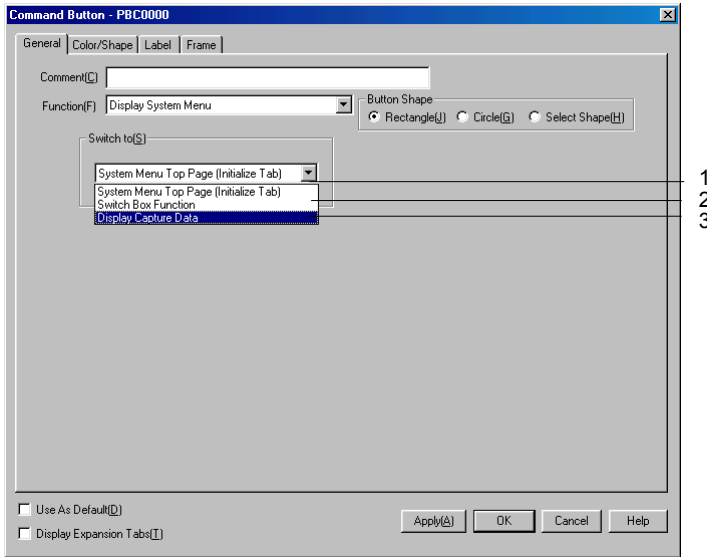 Command Button - PBC0000
General Color/Shape Label Frame
Comment(C)
Function(F) Display System Menu
Button Shape
Rectangle(J) Circle(G) Select Shape(H)
Switch to(S)
System Menu Top Page (Initialize Tab)
System Menu Top Page (Initialize Tab)
Switch Box Function
Display Capture Data
1
2
3
Use As Default(D)
Display Expansion Tabs(T)
Apply(A) OK Cancel Help